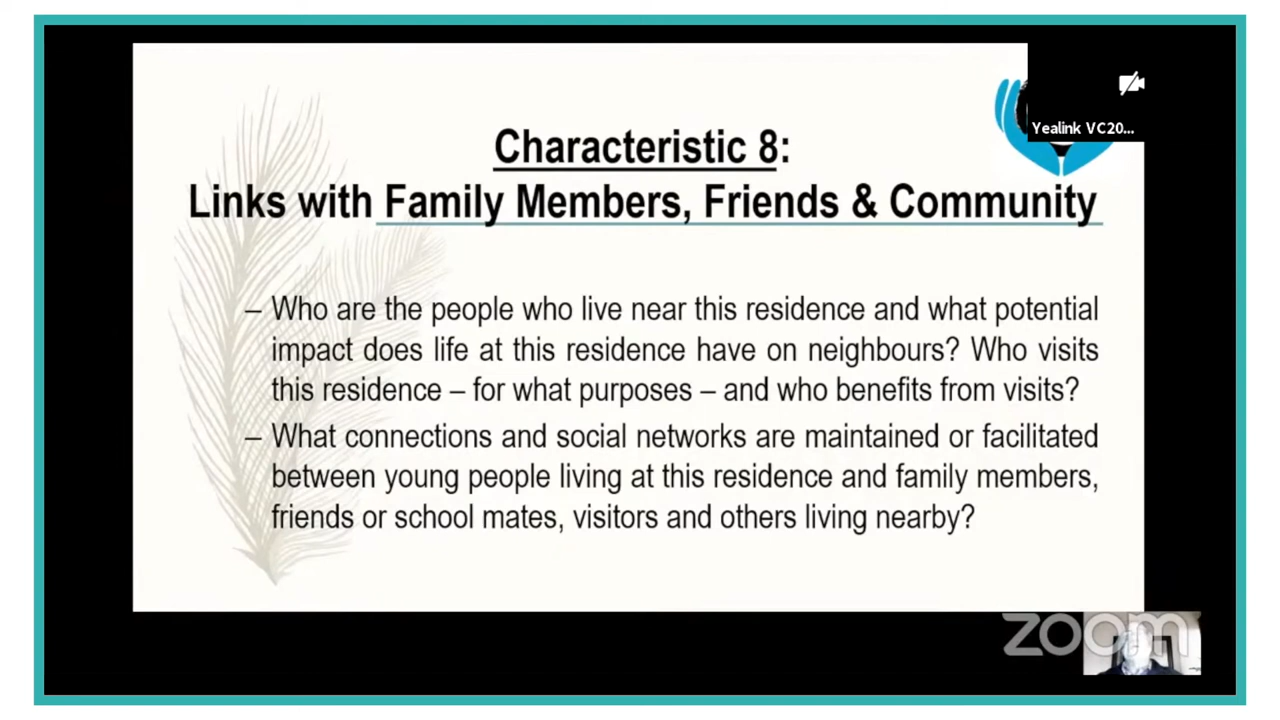 Yealink VC20...
Characteristic 8:
Links with Family Members, Friends & Community
– Who are the people who live near this residence and what potential
impact does life at this residence have on neighbours? Who visits
this residence – for what purposes – and who benefits from visits?
– What connections and social networks are maintained or facilitated
between young people living at this residence and family members,
friends or school mates, visitors and others living nearby?
zoom